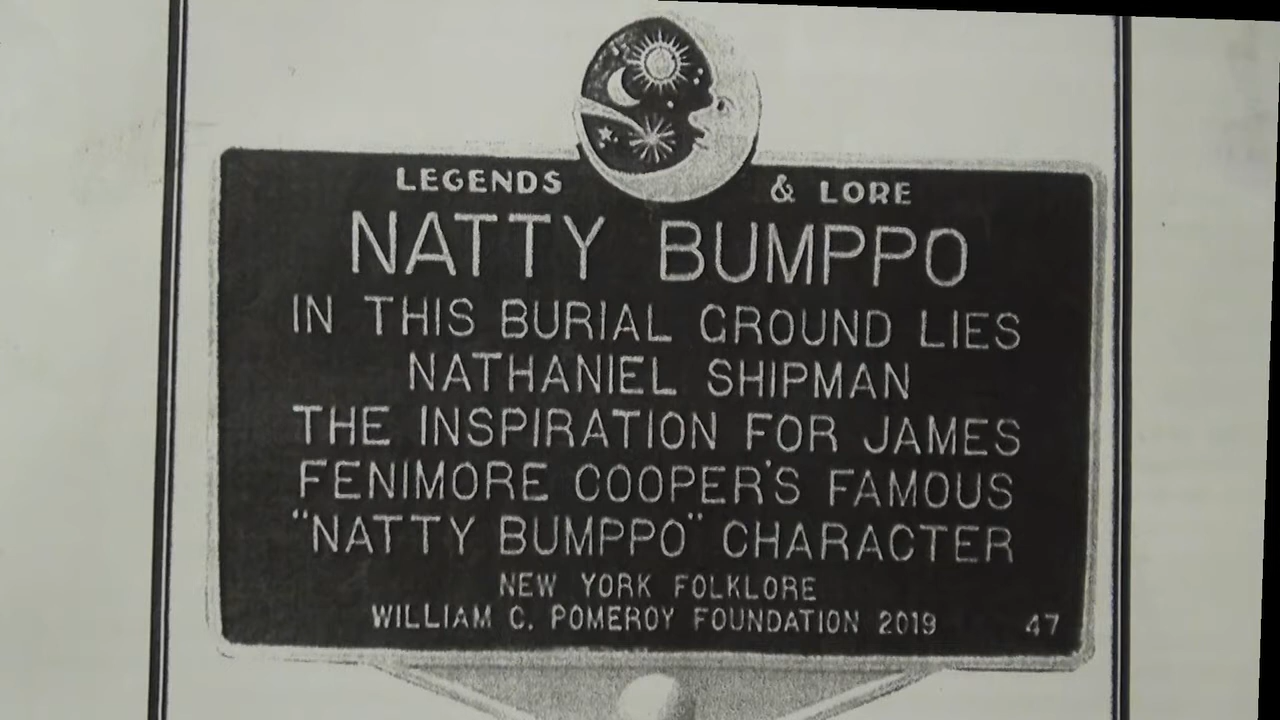 LEGENDS & LORE
NATTY BUMPPO
IN THIS BURIAL GROUND LIES
NATHANIEL SHIPMAN
THE INSPIRATION FOR JAMES
FENIMORE COOPER'S FAMOUS
"NATTY BUMPPO" CHARACTER
NEW YORK FOLKLORE
WILLIAM C. POMEROY FOUNDATION 2019 47